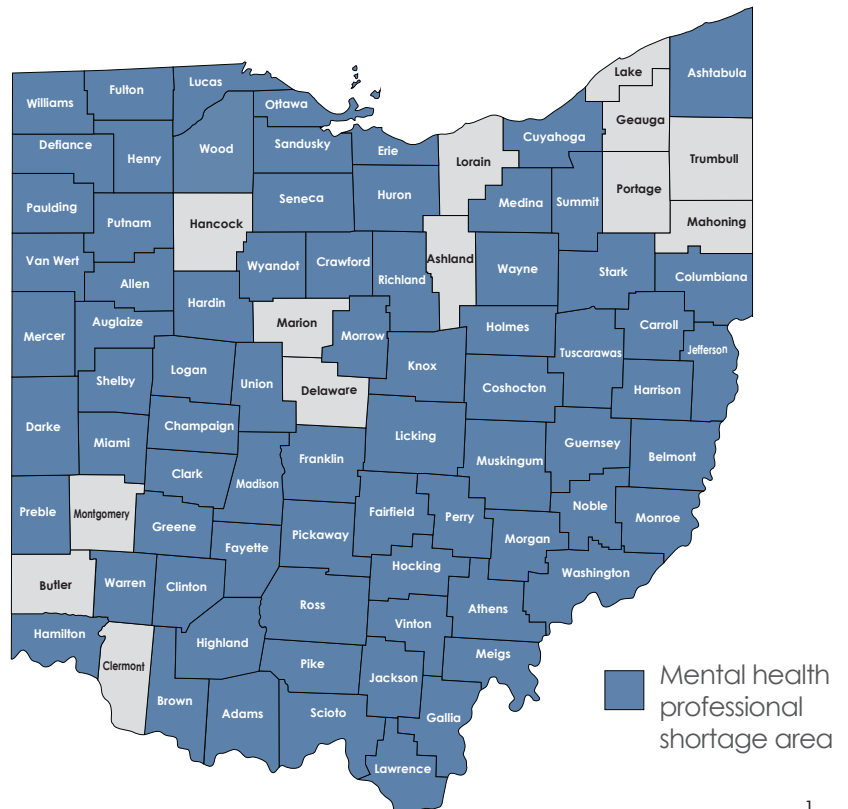 Lake
Ashtabula
Lucas
Fulton
Williams
Ottawa
Geauga
Cuyahoga
Defiance
Henry
Wood
Sandusky
Erie
Lorain
Trumbull
Paulding
Putnam
Hancock
Seneca
Huron
Medina
Summit
Portage
Mahoning
Van Wert
Allen
Wyandot
Crawford
Richland
Ashland
Wayne
Stark
Columbiana
Mercer
Auglaize
Hardin
Marion
Morrow
Holmes
Tuscarawas
Carroll
Jefferson
Shelby
Logan
Union
Delaware
Knox
Coshocton
Harrison
Darke
Miami
Champaign
Clark
Madison
Franklin
Licking
Muskingum
Guernsey
Belmont
Preble
Montgomery
Greene
Fayette
Pickaway
Fairfield
Perry
Morgan
Noble
Monroe
Butler
Warren
Clinton
Ross
Hocking
Athens
Washington
Hamilton
Clermont
Highland
Pike
Vinton
Meigs
Brown
Adams
Scioto
Jackson
Gallia
Lawrence
Mental health
professional
shortage area
1